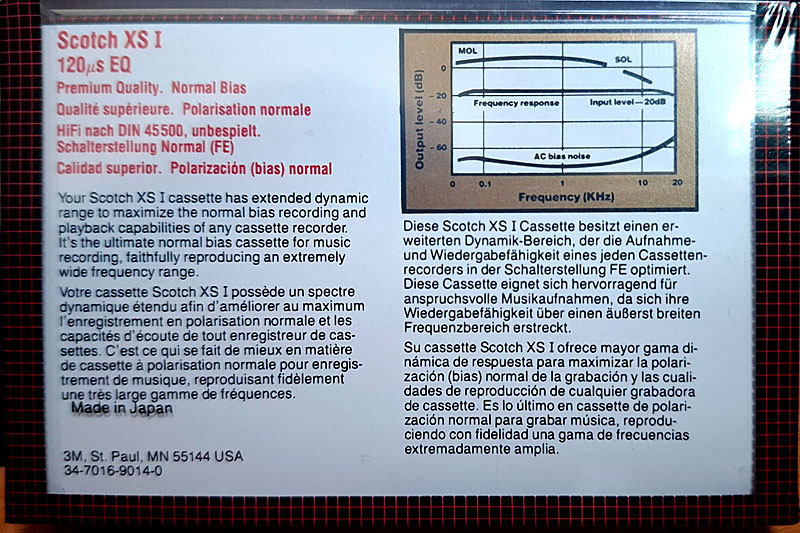 Scotch XS I
120µs EQ
Premium Quality. Normal Bias
Qualité supérieure. Polarisation normale
HiFi nach DIN 45500, unbespielt.
Schalterstellung Normal (FE)
Calidad superior. Polarización (bias) normal
Your Scotch XS I cassette has extended dynamic
range to maximize the normal bias recording and
playback capabilities of any cassette recorder.
It's the ultimate normal bias cassette for music
recording, faithfully reproducing an extremely
wide frequency range.
Votre cassette Scotch XS I possède un spectre
dynamique étendu afin d'améliorer au maximum
l'enregistrement en polarisation normale et les
capacités d'écoute de tout enregistreur de cas-
settes. C'est ce qui se fait de mieux en matière
de cassette à polarisation normale pour enregis-
trement de musique, reproduisant fidèlement
une très large gamme de fréquences.
Made in Japan
3M, St. Paul, MN 55144 USA
34-7016-9014-0
Output level (dB)
0
- 20
- 40
- 60
MOL
SOL
Frequency response
Input level—20dB
AC bias noise
0 0.1 1 10 20
Frequency (KHz)
Diese Scotch XS I Cassette besitzt einen er-
weiterten Dynamik-Bereich, der die Aufnahme-
und Wiedergabefähigkeit eines jeden Cassetten-
recorders in der Schalterstellung FE optimiert.
Diese Cassette eignet sich hervorragend für
anspruchsvolle Musikaufnahmen, da sich ihre
Wiedergabefähigkeit über einen äußerst breiten
Frequenzbereich erstreckt.
Su cassette Scotch XS I ofrece mayor gama di-
námica de respuesta para maximizar la polari-
zación (bias) normal de la grabación y las cuali-
dades de reproducción de cualquier grabadora
de cassette. Es lo último en cassette de polari-
zación normal para grabar música, reprodu-
ciendo con fidelidad una gama de frecuencias
extremadamente amplia.